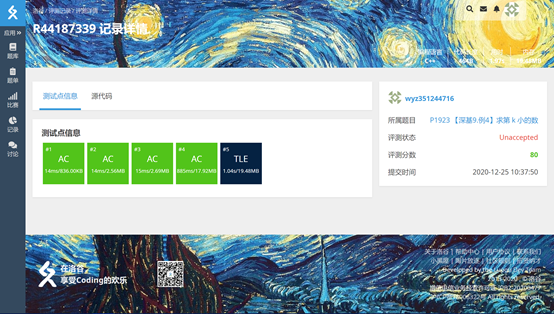 洛谷 / 评测记录 / 评测详情
R44187339 记录详情
应用
题库
题单
比赛
记录
讨论
C++
测试点信息
源代码
测试点信息
#1
AC
14ms/836.00KB
#2
AC
14ms/2.56MB
#3
AC
15ms/2.69MB
#4
AC
885ms/17.92MB
#5
TLE
1.04s/19.48MB
wyz351244716
所属题目
P1923 【深基9.例4】求第 k 小的数
评测状态
Unaccepted
评测分数
80
提交时间
2020-12-25 10:37:50
在洛谷,
享受Coding的欢乐
关于洛谷 | 帮助中心 | 用户协议 | 联系我们